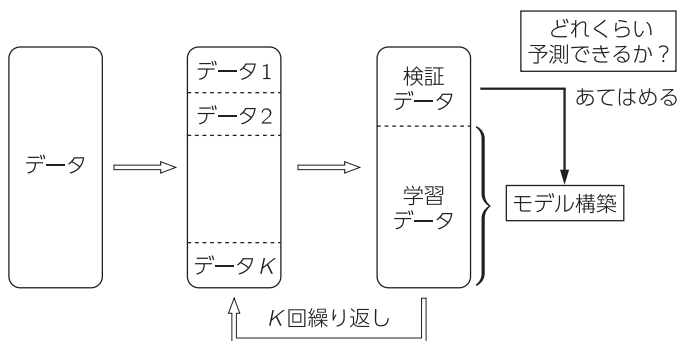 データ
データ1
データ2
データK
検証
データ
学習
データ
どれくらい
予測できるか？
あてはめる
モデル構築
K回繰り返し